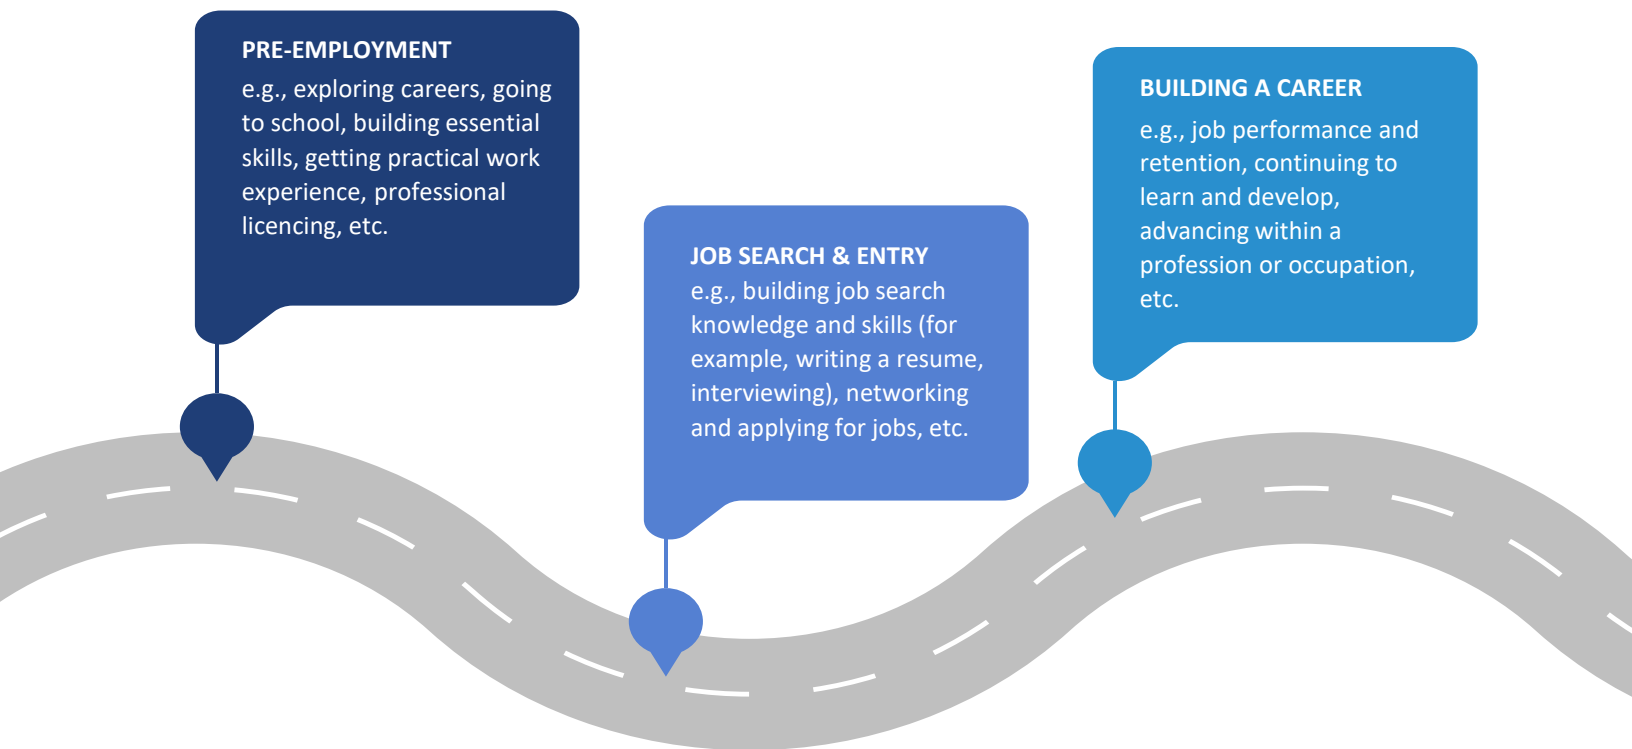 PRE-EMPLOYMENT
e.g., exploring careers, going
to school, building essential
skills, getting practical work
experience, professional
licencing, etc.
JOB SEARCH & ENTRY
e.g., building job search
knowledge and skills (for
example, writing a resume,
interviewing), networking
and applying for jobs, etc.
BUILDING A CAREER
e.g., job performance and
retention, continuing to
learn and develop,
advancing within a
profession or occupation,
etc.